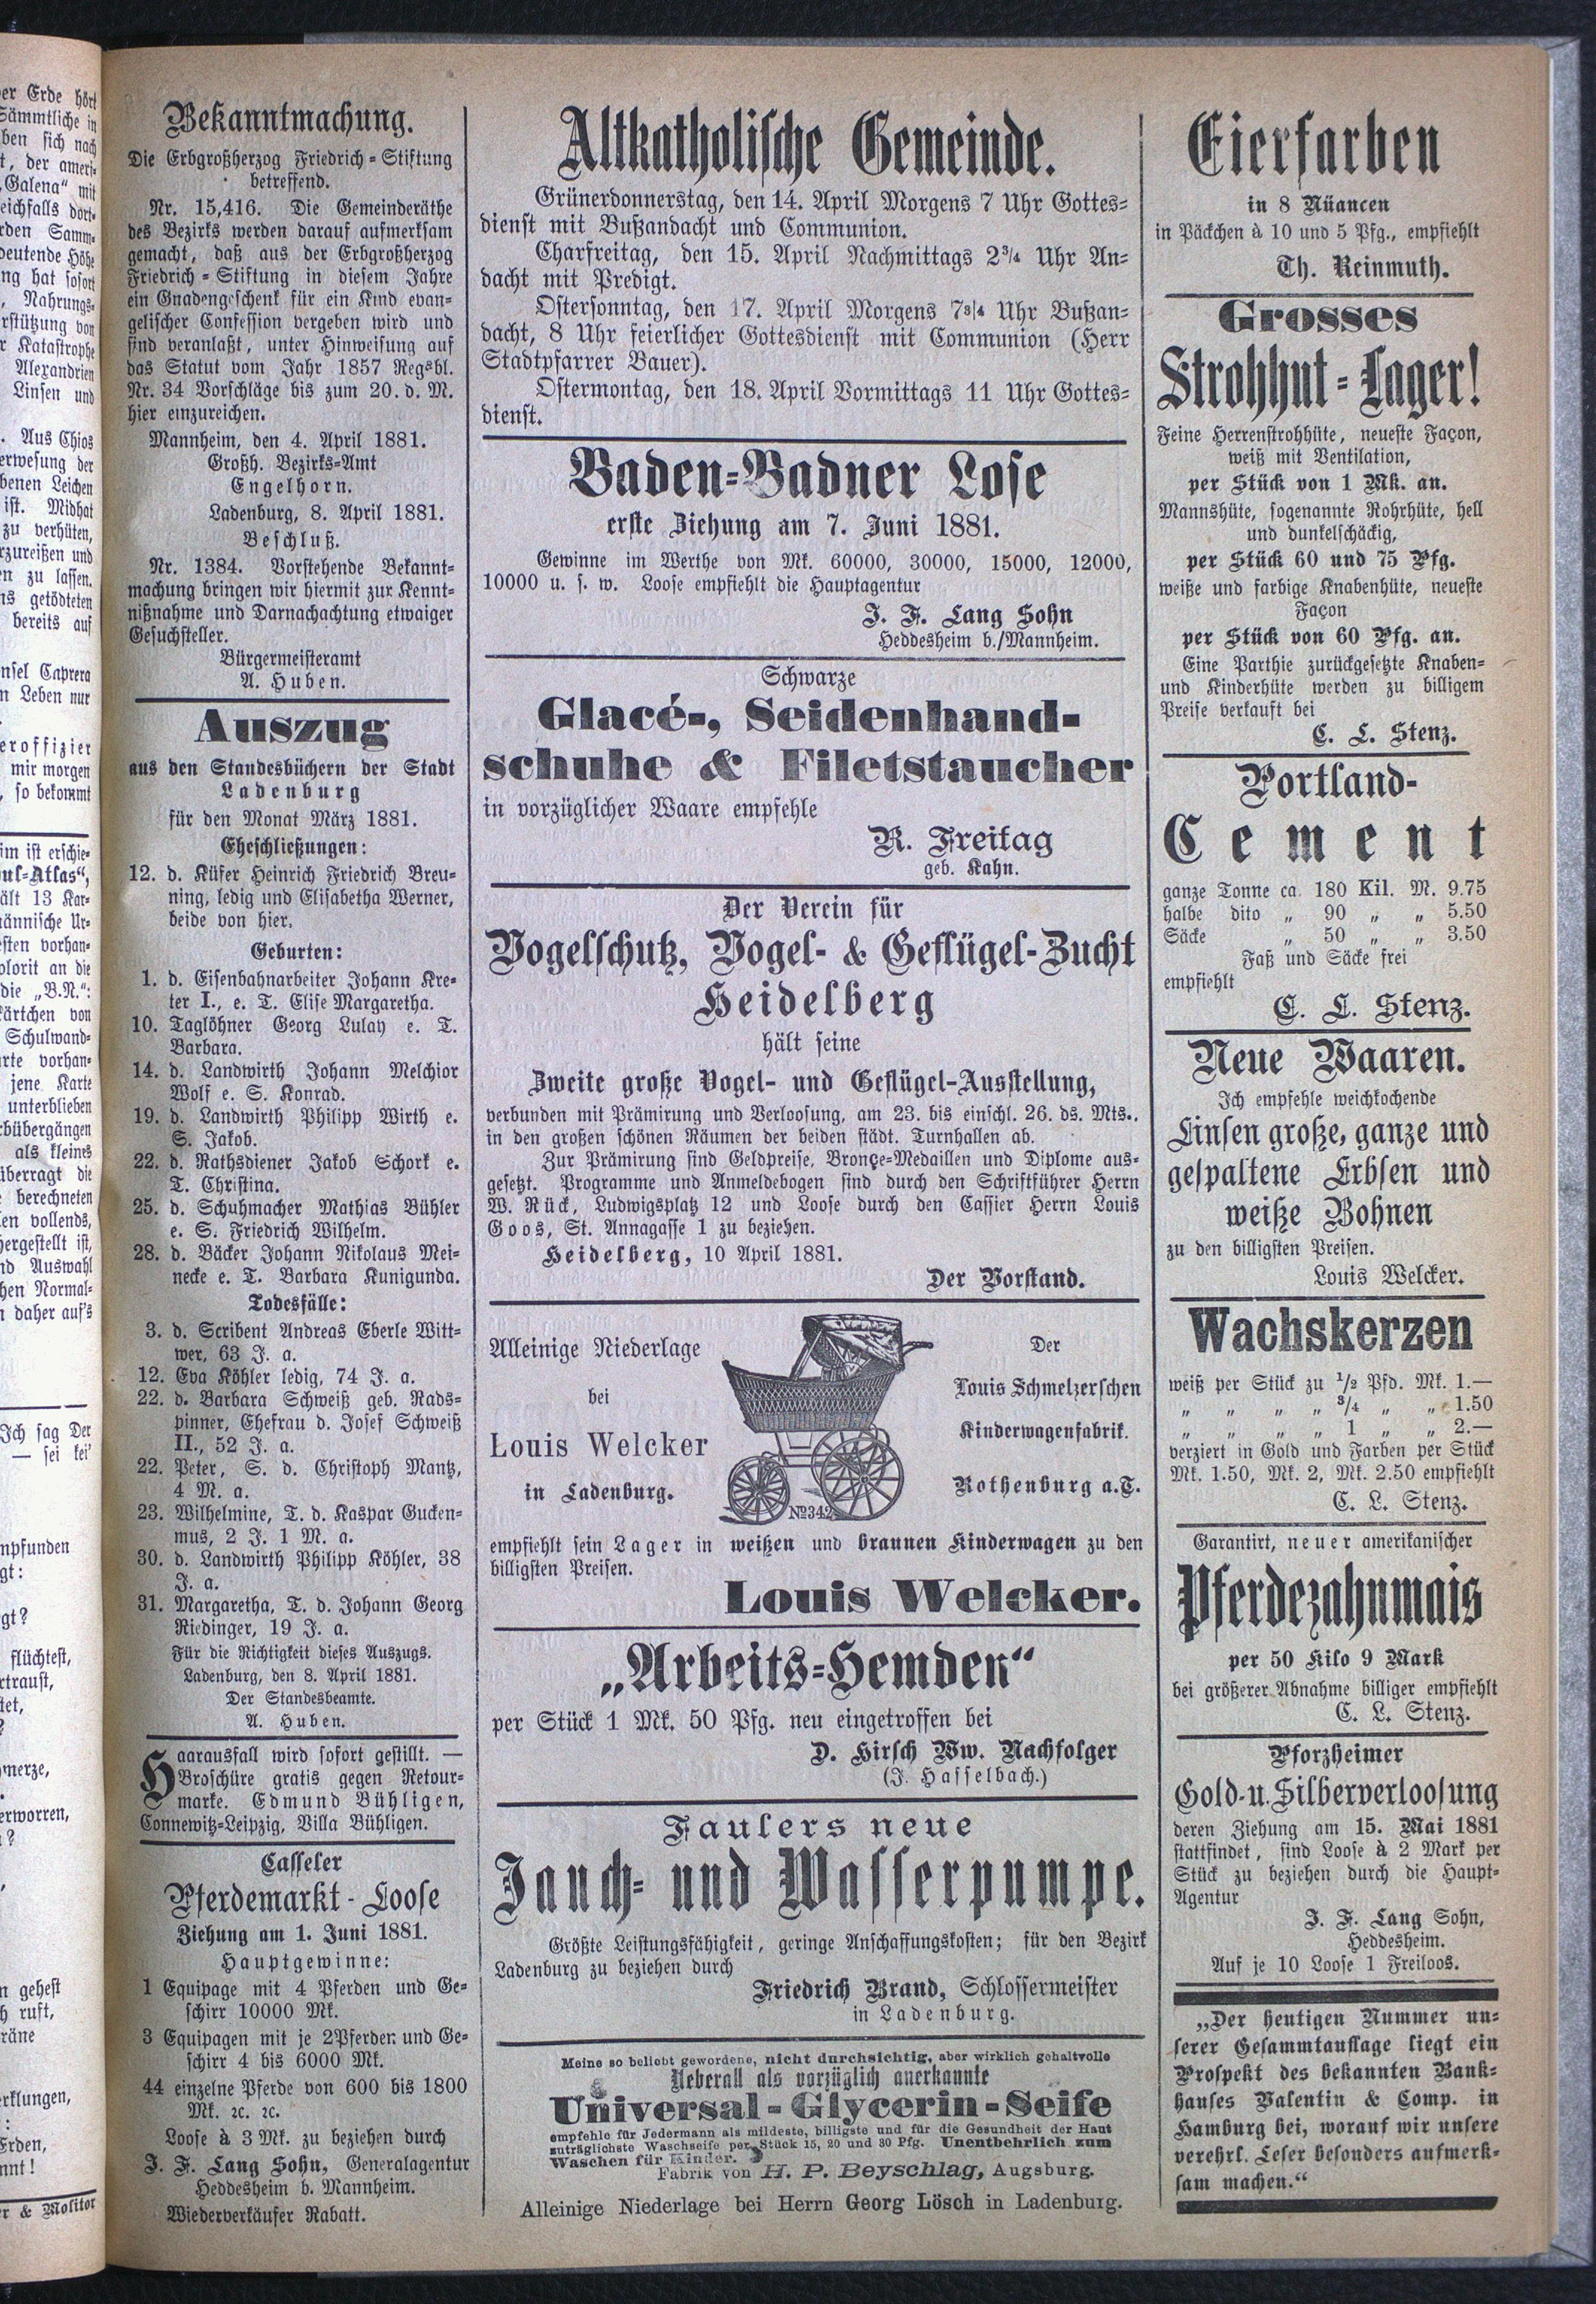 Bekanntmachung.
Die Erbgroßherzog Friedrich-Stiftung
betreffend.
Nr. 15,416. Die Gemeinderäthe
des Bezirks werden darauf aufmerksam
gemacht, daß aus der Erbgroßherzog
Friedrich-Stiftung in diesem Jahre
ein Gnadengeschenk für ein Kind evan-
gelischer Confession vergeben wird und
sind veranlaßt, unter Hinweisung auf
das Statut vom Jahr 1857 Regsbl.
Nr. 34 Vorschläge bis zum 20. d. M.
hier einzureichen.
Mannheim, den 4. April 1881.
Großh. Bezirks-Amt
Engelhorn.
Ladenburg, 8. April 1881.
Beschluß.
Nr. 1384. Vorstehende Bekannt-
machung bringen wir hiermit zur Kennt-
nißnahme und Darnachachtung etwaiger
Gesuchsteller.
Bürgermeisteramt
A. Huben.
Auszug
aus den Standesbüchern der Stadt
Ladenburg
für den Monat März 1881.
Eheschließungen:
12. d. Küfer Heinrich Friedrich Breu-
ning, ledig und Elisabetha Werner,
beide von hier.
Geburten:
1. d. Eisenbahnarbeiter Johann Kre-
ter I., e. T. Elise Margaretha.
10. Taglöhner Georg Lulay e. T.
Barbara.
14. d. Landwirth Johann Melchior
Wolf e. S. Konrad.
19. d. Landwirth Philipp Wirth e.
S. Jakob.
22. d. Rathsdiener Jakob Schork e.
T. Christina.
25. d. Schuhmacher Mathias Bühler
e. S. Friedrich Wilhelm.
28. d. Bäcker Johann Nikolaus Mei-
necke e. T. Barbara Kunigunda.
Todesfälle:
3. d. Scribent Andreas Eberle Witt-
wer, 63 J. a.
12. Eva Köhler ledig, 74 J. a.
22. d. Barbara Schweiß geb. Rads-
pinner, Ehefrau d. Josef Schweiß
II., 52 J. a.
22. Peter, S. d. Christoph Mantz,
4 M. a.
23. Wilhelmine, T. d. Kaspar Gucken-
mus, 2 J. 1 M. a.
30. d. Landwirth Philipp Köhler, 38
J. a.
31. Margaretha, T. d. Johann Georg
Riedinger, 19 J. a.
Für die Richtigkeit dieses Auszugs.
Ladenburg, den 8. April 1881.
Der Standesbeamte.
A. Huben.
Haarausfall wird sofort gestillt. —
Broschüre gratis gegen Retour-
marke. Edmund Bühligen,
Connewitz-Leipzig, Villa Bühligen.
Casseler
Pferdemarkt-Loose
Ziehung am 1. Juni 1881.
Hauptgewinne:
1 Equipage mit 4 Pferden und Ge-
schirr 10000 Mk.
3 Equipagen mit je 2 Pferden und Ge-
schirr 4 bis 6000 Mk.
44 einzelne Pferde von 600 bis 1800
Mk. ꝛc. ꝛc.
Loose à 3 Mk. zu beziehen durch
J. F. Lang Sohn, Generalagentur
Heddesheim b. Mannheim.
Wiederverkäufer Rabatt.
Altkatholische Gemeinde.
Grünerdonnerstag, den 14. April Morgens 7 Uhr Gottes-
dienst mit Bußandacht und Communion.
Charfreitag, den 15. April Nachmittags 2¾ Uhr An-
dacht mit Predigt.
Ostersonntag, den 17. April Morgens 7¾ Uhr Bußan-
dacht, 8 Uhr feierlicher Gottesdienst mit Communion (Herr
Stadtpfarrer Bauer).
Ostermontag, den 18. April Vormittags 11 Uhr Gottes-
dienst.
Baden-Badner Lose
erste Ziehung am 7. Juni 1881.
Gewinne im Werthe von Mk. 60000, 30000, 15000, 12000,
10000 u. s. w. Loose empfiehlt die Hauptagentur
J. F. Lang Sohn
Heddesheim b./Mannheim.
Schwarze
Glacé-, Seidenhand-
schuhe & Filetstaucher
in vorzüglicher Waare empfehle
R. Freitag
geb. Kahn.
Der Verein für
Vogelschutz, Vogel- & Geflügel-Zucht
Heidelberg
hält seine
Zweite große Vogel- und Geflügel-Ausstellung,
verbunden mit Prämirung und Verloosung, am 23. bis einschl. 26. ds. Mts.,
in den großen schönen Räumen der beiden städt. Turnhallen ab.
Zur Prämirung sind Geldpreise, Bronçe-Medaillen und Diplome aus-
gesetzt. Programme und Anmeldebogen sind durch den Schriftführer Herrn
W. Rück, Ludwigsplatz 12 und Loose durch den Cassier Herrn Louis
Goos, St. Annagasse 1 zu beziehen.
Heidelberg, 10 April 1881.
Der Vorstand.
Alleinige Niederlage
bei
Louis Welcker
in Ladenburg.
No 342
Der
Louis Schmelzerschen
Kinderwagenfabrik.
Rothenburg a.T.
empfiehlt sein Lager in weißen und braunen Kinderwagen zu den
billigsten Preisen.
Louis Welcker.
„Arbeits-Hemden“
per Stück 1 Mk. 50 Pfg. neu eingetroffen bei
D. Hirsch Ww. Nachfolger
(J. Hasselbach.)
Faulers neue
Jauch- und Wasserpumpe.
Größte Leistungsfähigkeit, geringe Anschaffungskosten; für den Bezirk
Ladenburg zu beziehen durch
Friedrich Brand, Schlossermeister
in Ladenburg.
Meine so beliebt gewordene, nicht durchsichtig, aber wirklich gehaltvolle
Ueberall als vorzüglich anerkannte
Universal-Glycerin-Seife
empfehle für Jedermann als mildeste, billigste und für die Gesundheit der Haut
zuträglichste Waschseife per Stück 15, 20 und 30 Pfg. Unentbehrlich zum
Waschen für Kinder.
Fabrik von H. P. Beyschlag, Augsburg.
Alleinige Niederlage bei Herrn Georg Lösch in Ladenburg.
Eierfarben
in 8 Nüancen
in Päckchen à 10 und 5 Pfg., empfiehlt
Th. Reinmuth.
Grosses
Strohhut-Lager!
Feine Herrenstrohhüte, neueste Façon,
weiß mit Ventilation,
per Stück von 1 Mk. an.
Mannshüte, sogenannte Rohrhüte, hell
und dunkelschäckig,
per Stück 60 und 75 Pfg.
weiße und farbige Knabenhüte, neueste
Façon
per Stück von 60 Pfg. an.
Eine Parthie zurückgesetzte Knaben-
und Kinderhüte werden zu billigem
Preise verkauft bei
C. L. Stenz.
Portland-
Cement
ganze Tonne ca. 180 Kil. M. 9.75
halbe dito „ 90 „ „ 5.50
Säcke „ 50 „ „ 3.50
Faß und Säcke frei
empfiehlt
C. L. Stenz.
Neue Waaren.
Ich empfehle weichkochende
Linsen große, ganze und
gespaltene Erbsen und
weiße Bohnen
zu den billigsten Preisen.
Louis Welcker.
Wachskerzen
weiß per Stück zu ½ Pfd. Mk. 1.—
„ „ „ „ ¾ „ „ 1.50
„ „ „ „ 1 „ „ 2.—
verziert in Gold und Farben per Stück
Mk. 1.50, Mk. 2, Mk. 2.50 empfiehlt
C. L. Stenz.
Garantirt, neuer amerikanischer
Pferdezahnmais
per 50 Kilo 9 Mark
bei größerer Abnahme billiger empfiehlt
C. L. Stenz.
Pforzheimer
Gold-u.Silberverloosung
deren Ziehung am 15. Mai 1881
stattfindet, sind Loose à 2 Mark per
Stück zu beziehen durch die Haupt-
Agentur
J. F. Lang Sohn,
Heddesheim.
Auf je 10 Loose 1 Freiloos.
„Der heutigen Nummer un-
serer Gesammtauflage liegt ein
Prospekt des bekannten Bank-
hauses Valentin & Comp. in
Hamburg bei, worauf wir unsere
verehrl. Leser besonders aufmerk-
sam machen.“